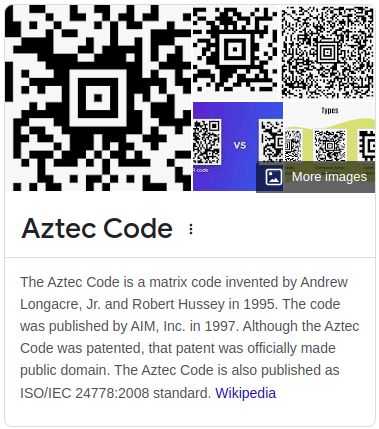 Types
VS
code
More images
Aztec Code
The Aztec Code is a matrix code invented by Andrew
Longacre, Jr. and Robert Hussey in 1995. The code
was published by AIM, Inc. in 1997. Although the Aztec
Code was patented, that patent was officially made
public domain. The Aztec Code is also published as
ISO/IEC 24778:2008 standard. Wikipedia